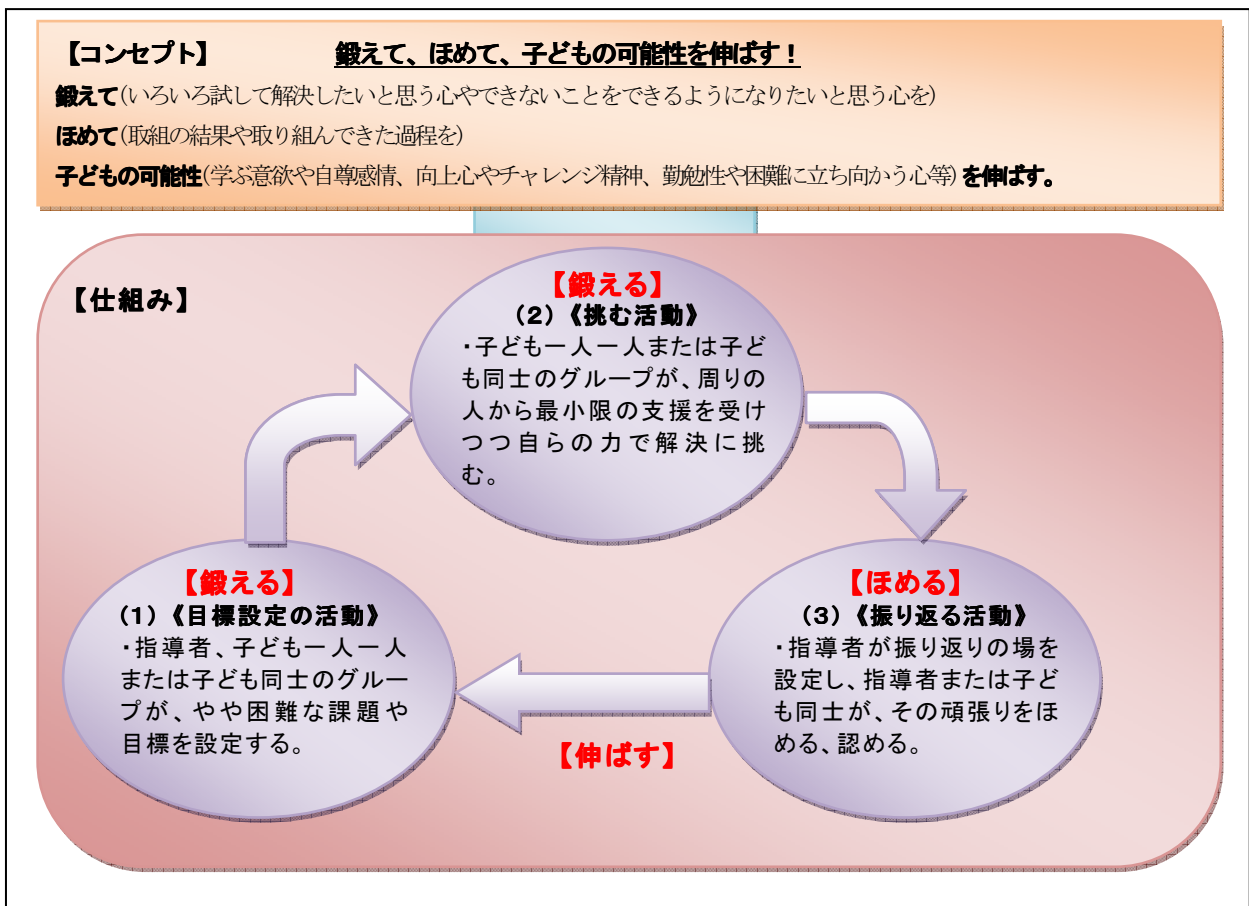 【コンセプト】 鍛えて、ほめて、子どもの可能性を伸ばす！
鍛えて(いろいろ試して解決したいと思う心やできないことをできるようになりたいと思う心を)
ほめて(取組の結果や取り組んできた過程を)
子どもの可能性(学ぶ意欲や自尊感情、向上心やチャレンジ精神、勤勉性や困難に立ち向かう心等)を伸ばす。
【仕組み】
【鍛える】
（2）《挑む活動》
・子ども一人一人または子ど
も同士のグループが、周りの
人から最小限の支援を受け
つつ自らの力で解決に挑
む。
【鍛える】
（1）《目標設定の活動》
・指導者、子ども一人一人
または子ども同士のグルー
プが、やや困難な課題や
目標を設定する。
【ほめる】
（3）《振り返る活動》
・指導者が振り返りの場を
設定し、指導者または子ど
も同士が、その頑張りをほ
める、認める。
【伸ばす】